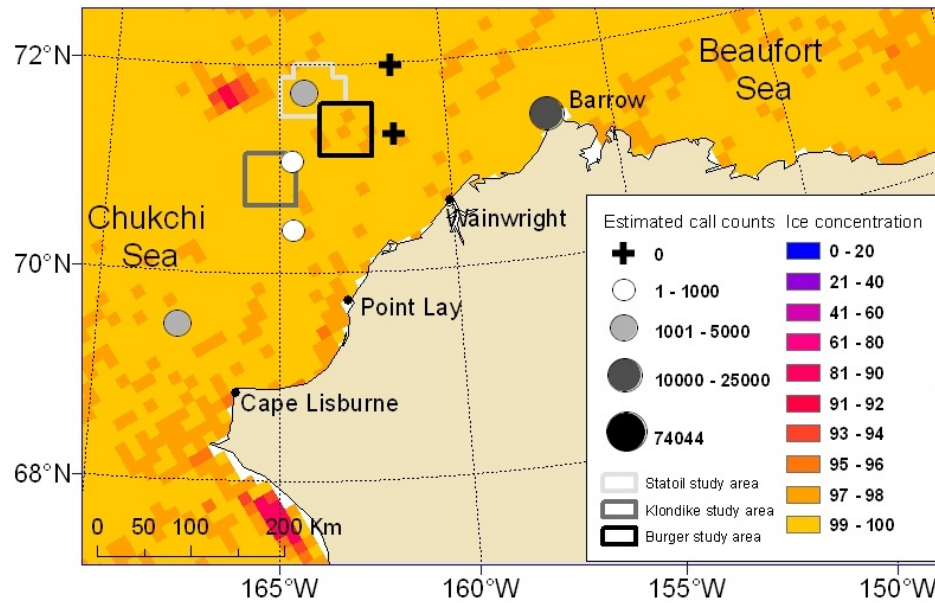 72°N
70°N
68°N
Beaufort
Sea
Barrow
Chukchi
Sea
Wainwright
Point Lay
Cape Lisburne
0 50 100 200 Km
165°W 160°W 155°W 150°W
Estimated call counts
0
1 - 1000
1001 - 5000
10000 - 25000
74044
Statoil study area
Klondike study area
Burger study area
Ice concentration
0 - 20
21 - 40
41 - 60
61 - 80
81 - 90
91 - 92
93 - 94
95 - 96
97 - 98
99 - 100